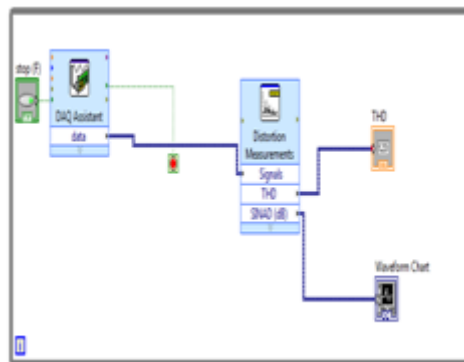 stop (F)
DAQ Assistant
data
Distortion
Measurements
Signals
THD
SINAD (dB)
THD
Waveform Chart
i